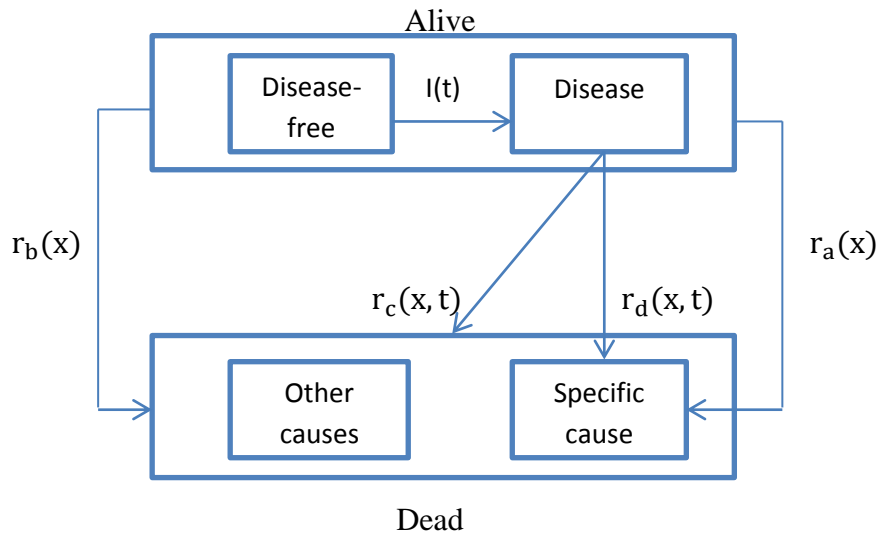 Alive
Disease-
free
I(t)
Disease
r_b(x)
r_a(x)
r_c(x, t)
r_d(x, t)
Other
causes
Specific
cause
Dead